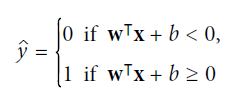 0 if wᵀx + b < 0,
ŷ = {
1 if wᵀx + b ≥ 0